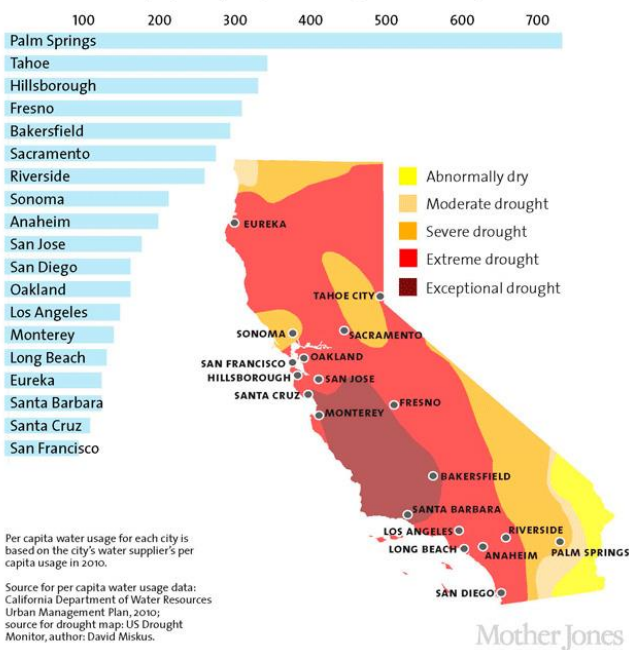 100 200 300 400 500 600 700
Palm Springs
Tahoe
Hillsborough
Fresno
Bakersfield
Sacramento
Riverside
Sonoma
Anaheim
San Jose
San Diego
Oakland
Los Angeles
Monterey
Long Beach
Eureka
Santa Barbara
Santa Cruz
San Francisco
Abnormally dry
Moderate drought
Severe drought
Extreme drought
Exceptional drought
EUREKA
TAHOE CITY
SONOMA
SACRAMENTO
OAKLAND
SAN FRANCISCO
HILLSBOROUGH
SAN JOSE
SANTA CRUZ
FRESNO
MONTEREY
BAKERSFIELD
SANTA BARBARA
LOS ANGELES
RIVERSIDE
LONG BEACH
ANAHEIM
PALM SPRINGS
SAN DIEGO
Per capita water usage for each city is
based on the city's water supplier's per
capita usage in 2010.
Source for per capita water usage data:
California Department of Water Resources
Urban Management Plan, 2010;
source for drought map: US Drought
Monitor, author: David Miskus.
Mother Jones